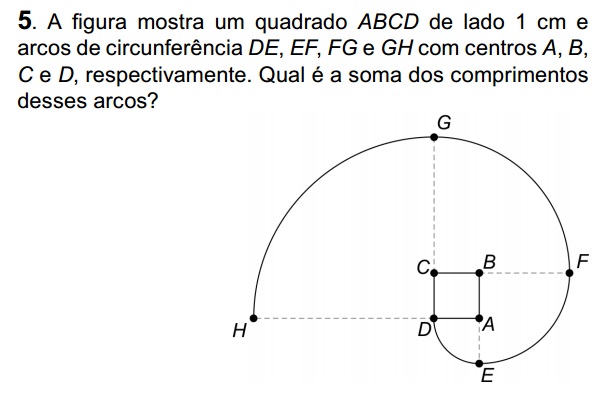 5. A figura mostra um quadrado ABCD de lado 1 cm e
arcos de circunferência DE, EF, FG e GH com centros A, B,
C e D, respectivamente. Qual é a soma dos comprimentos
desses arcos?
G
C
B
F
H
D
A
E